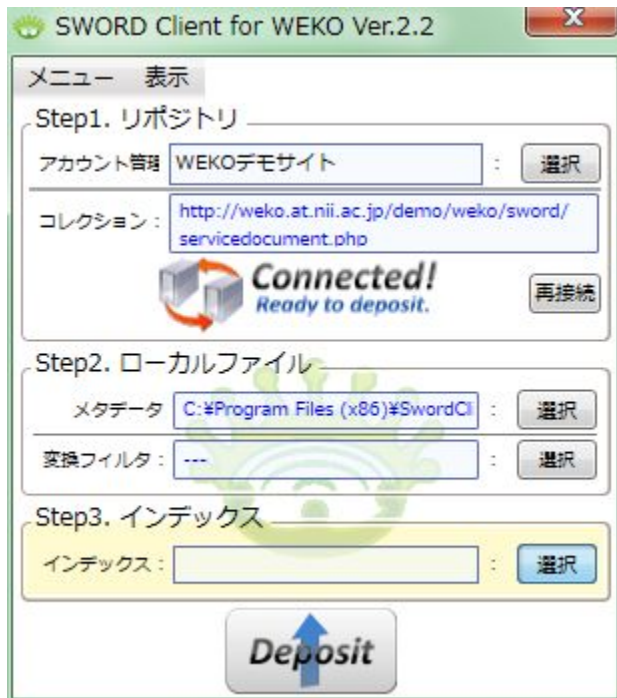 SWORD Client for WEKO Ver.2.2
メニュー 表示
Step1. リポジトリ
アカウント管理 WEKOデモサイト : 選択
コレクション : http://weko.at.nii.ac.jp/demo/weko/sword/
servicedocument.php
Connected!
Ready to deposit.
再接続
Step2. ローカルファイル
メタデータ C:¥Program Files (x86)¥SwordCli : 選択
変換フィルタ : --- : 選択
Step3. インデックス
インデックス : : 選択
Deposit